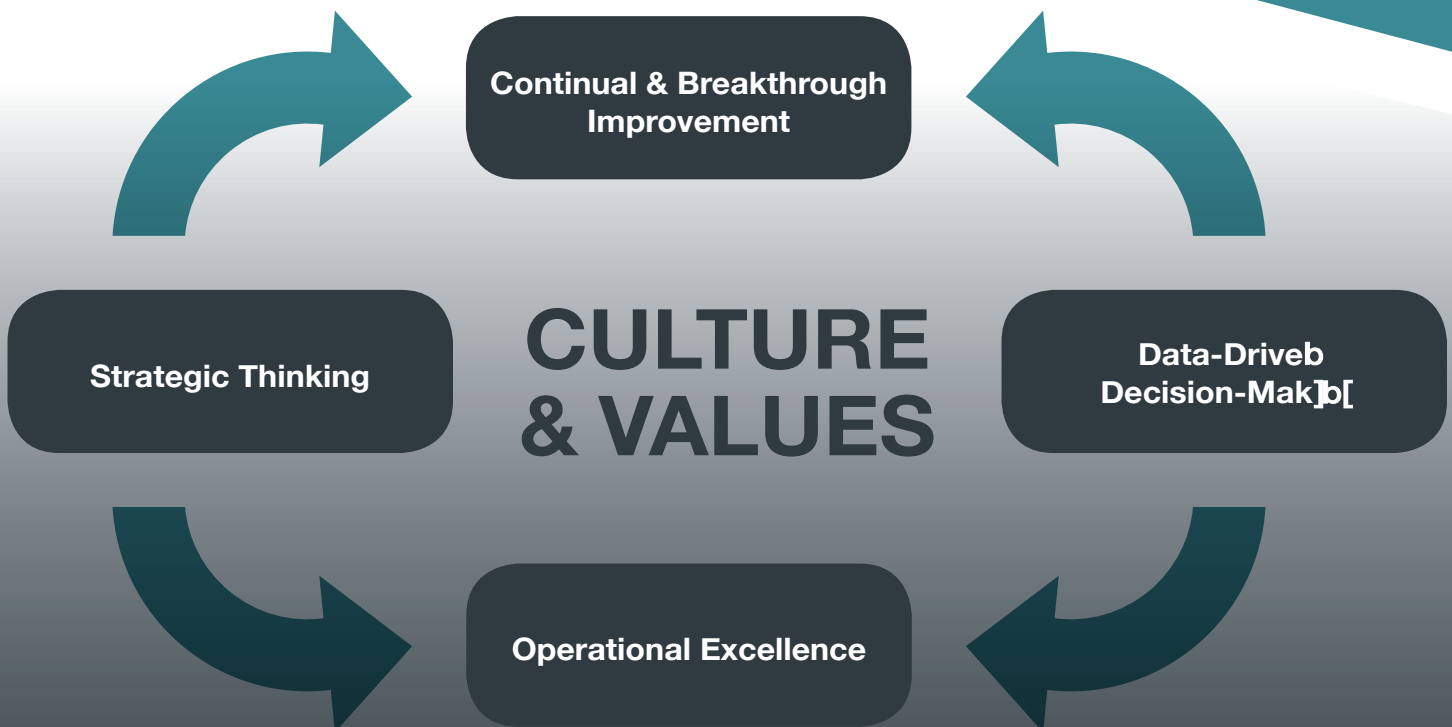 Continual & Breakthrough
Improvement
Strategic Thinking
CULTURE
& VALUES
Data-Driveb
Decision-Mak]b[
Operational Excellence